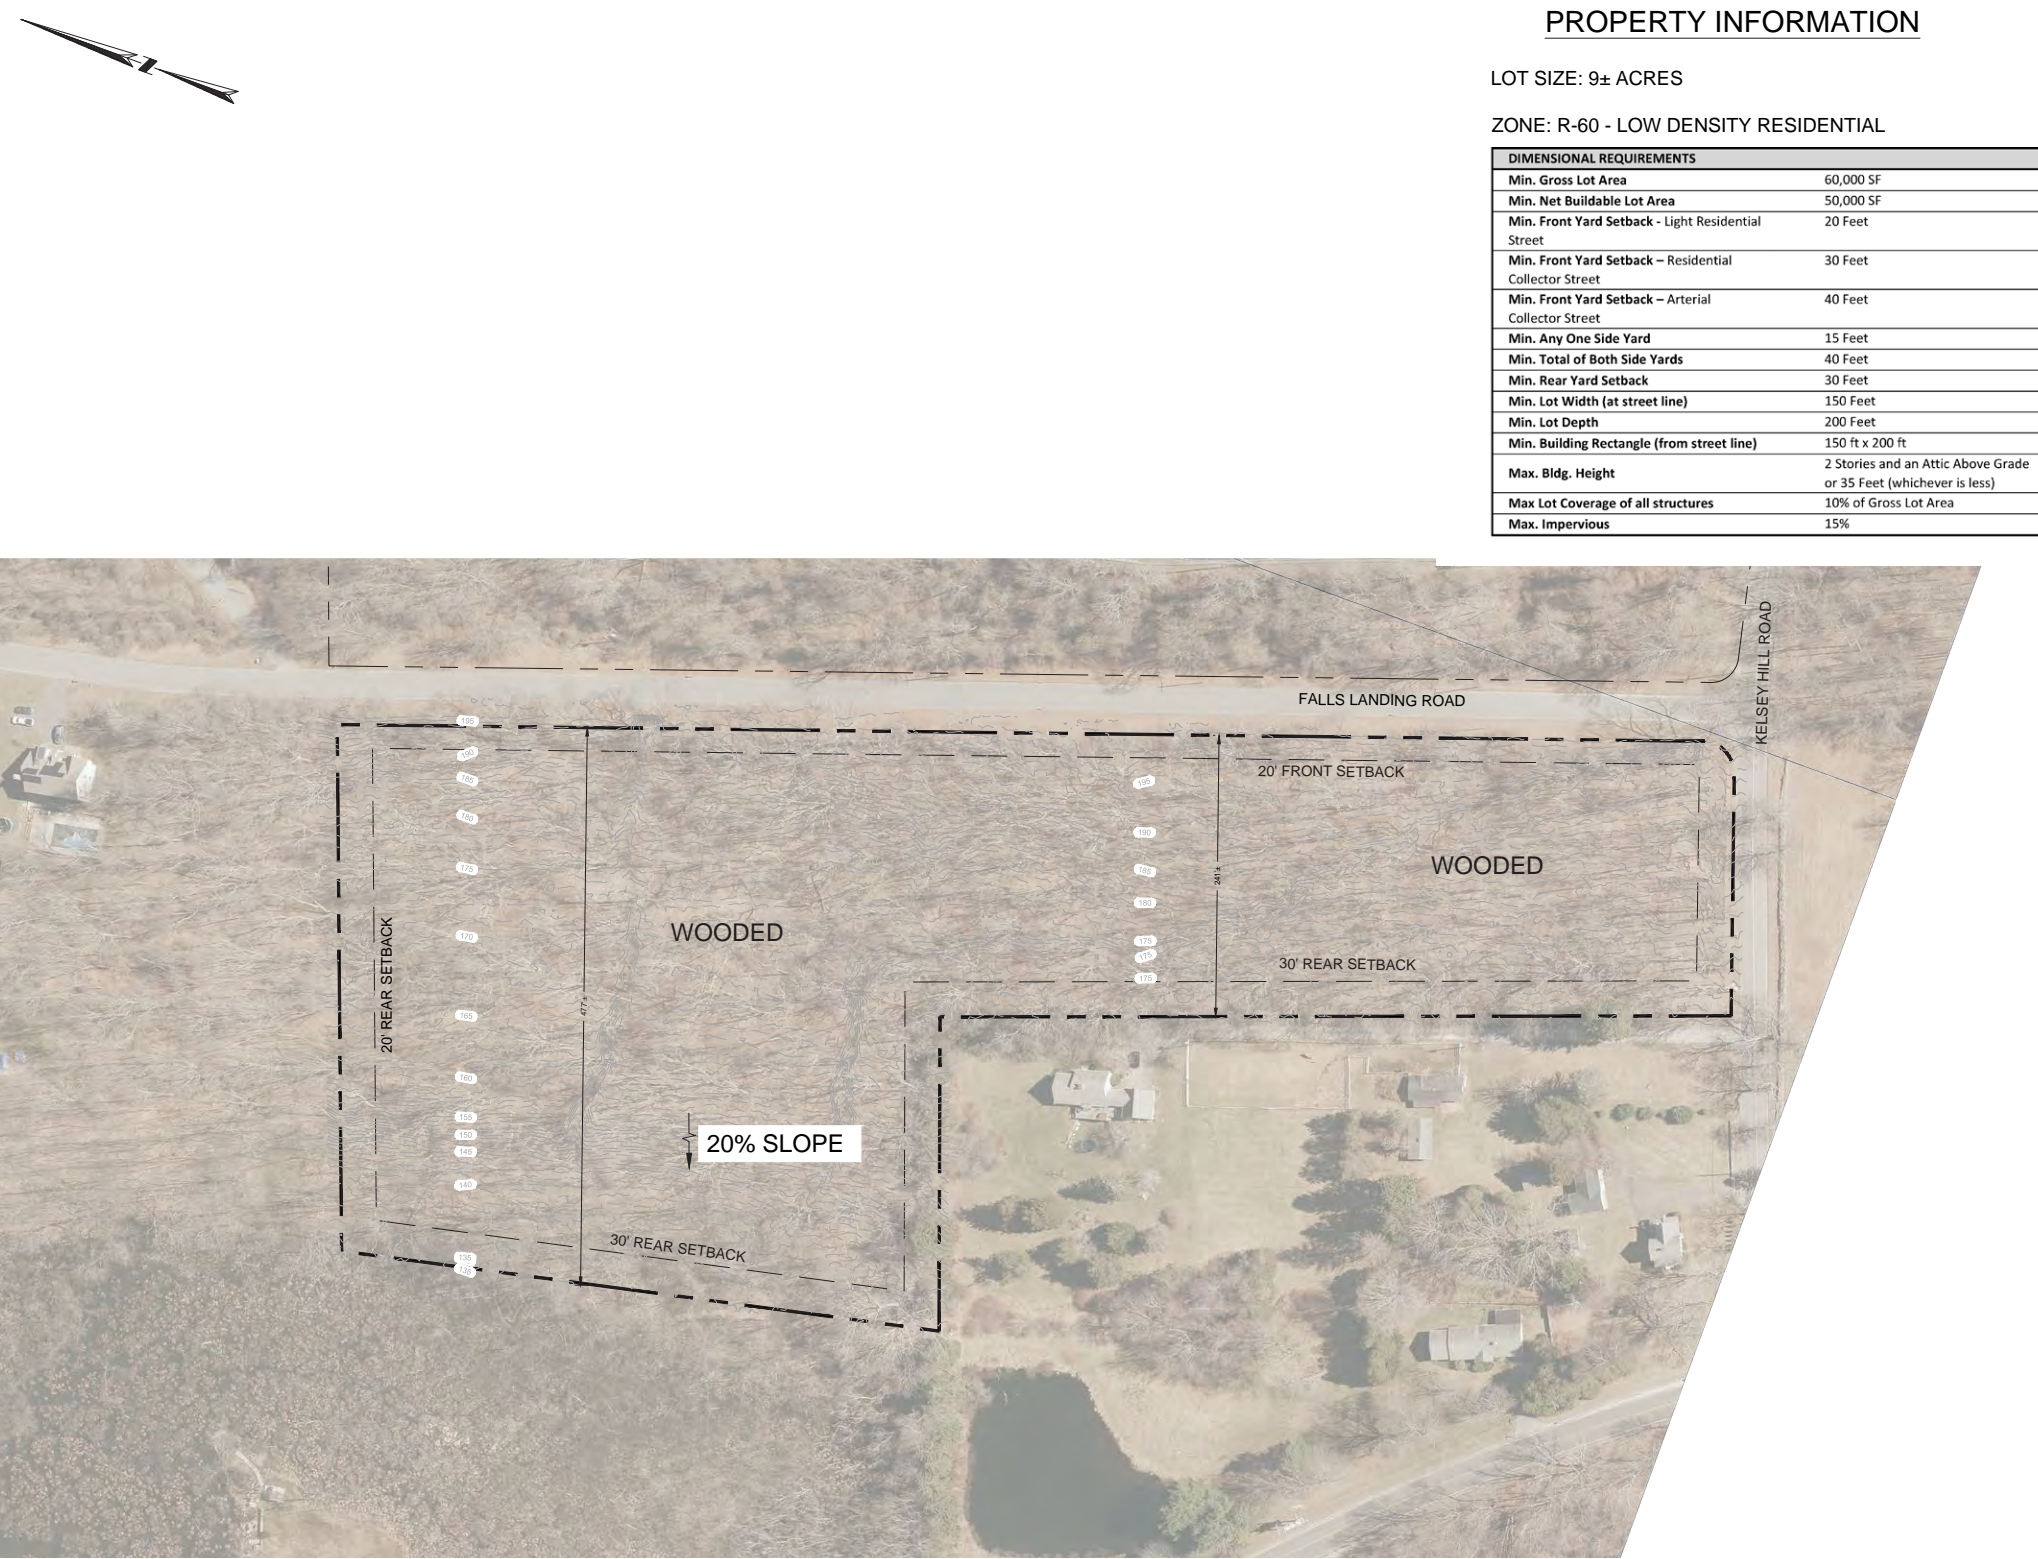 PROPERTY INFORMATION
LOT SIZE: 9± ACRES
ZONE: R-60 - LOW DENSITY RESIDENTIAL
DIMENSIONAL REQUIREMENTS
Min. Gross Lot Area 60,000 SF
Min. Net Buildable Lot Area 50,000 SF
Min. Front Yard Setback - Light Residential 20 Feet
Street
Min. Front Yard Setback – Residential 30 Feet
Collector Street
Min. Front Yard Setback – Arterial 40 Feet
Collector Street
Min. Any One Side Yard 15 Feet
Min. Total of Both Side Yards 40 Feet
Min. Rear Yard Setback 30 Feet
Min. Lot Width (at street line) 150 Feet
Min. Lot Depth 200 Feet
Min. Building Rectangle (from street line) 150 ft x 200 ft
Max. Bldg. Height 2 Stories and an Attic Above Grade
or 35 Feet (whichever is less)
Max Lot Coverage of all structures 10% of Gross Lot Area
Max. Impervious 15%
KELSEY HILL ROAD
FALLS LANDING ROAD
20' FRONT SETBACK
WOODED
241±
30' REAR SETBACK
WOODED
477±
20' REAR SETBACK
20% SLOPE
30' REAR SETBACK
195
190
185
180
175
170
165
160
155
150
145
140
135
135
195
190
185
180
175
175
175